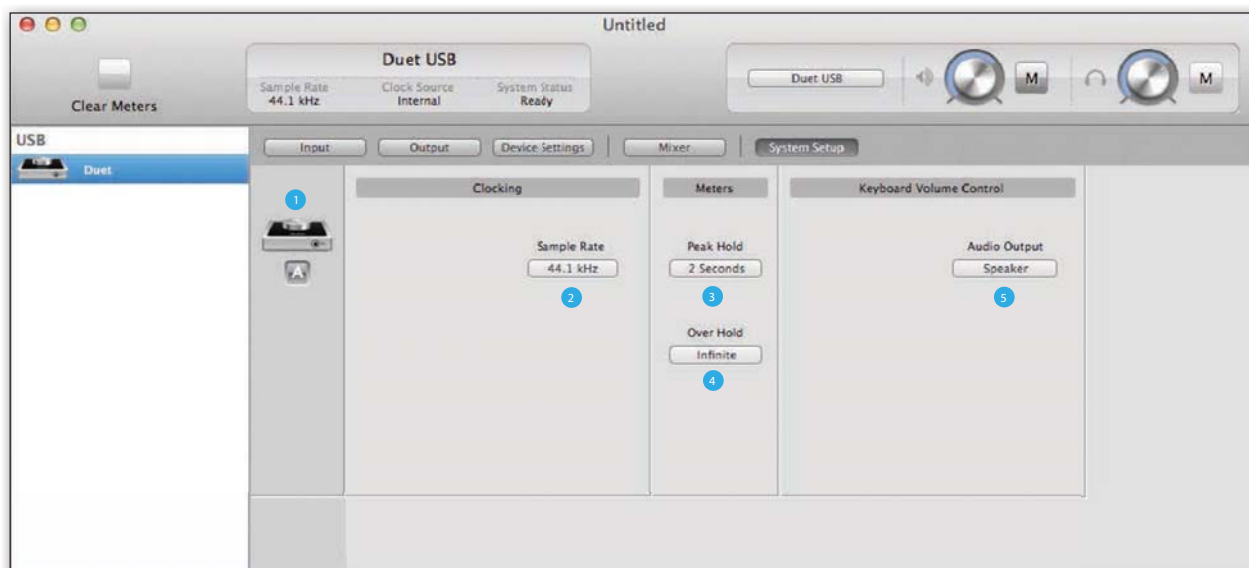 Untitled
Clear Meters
Duet USB
Sample Rate Clock Source System Status
44.1 kHz Internal Ready
Duet USB M M
USB
Duet
Input Output Device Settings Mixer System Setup
1
A
Clocking
Sample Rate
44.1 kHz
2
Meters
Peak Hold
2 Seconds
3
Over Hold
Infinite
4
Keyboard Volume Control
Audio Output
Speaker
5